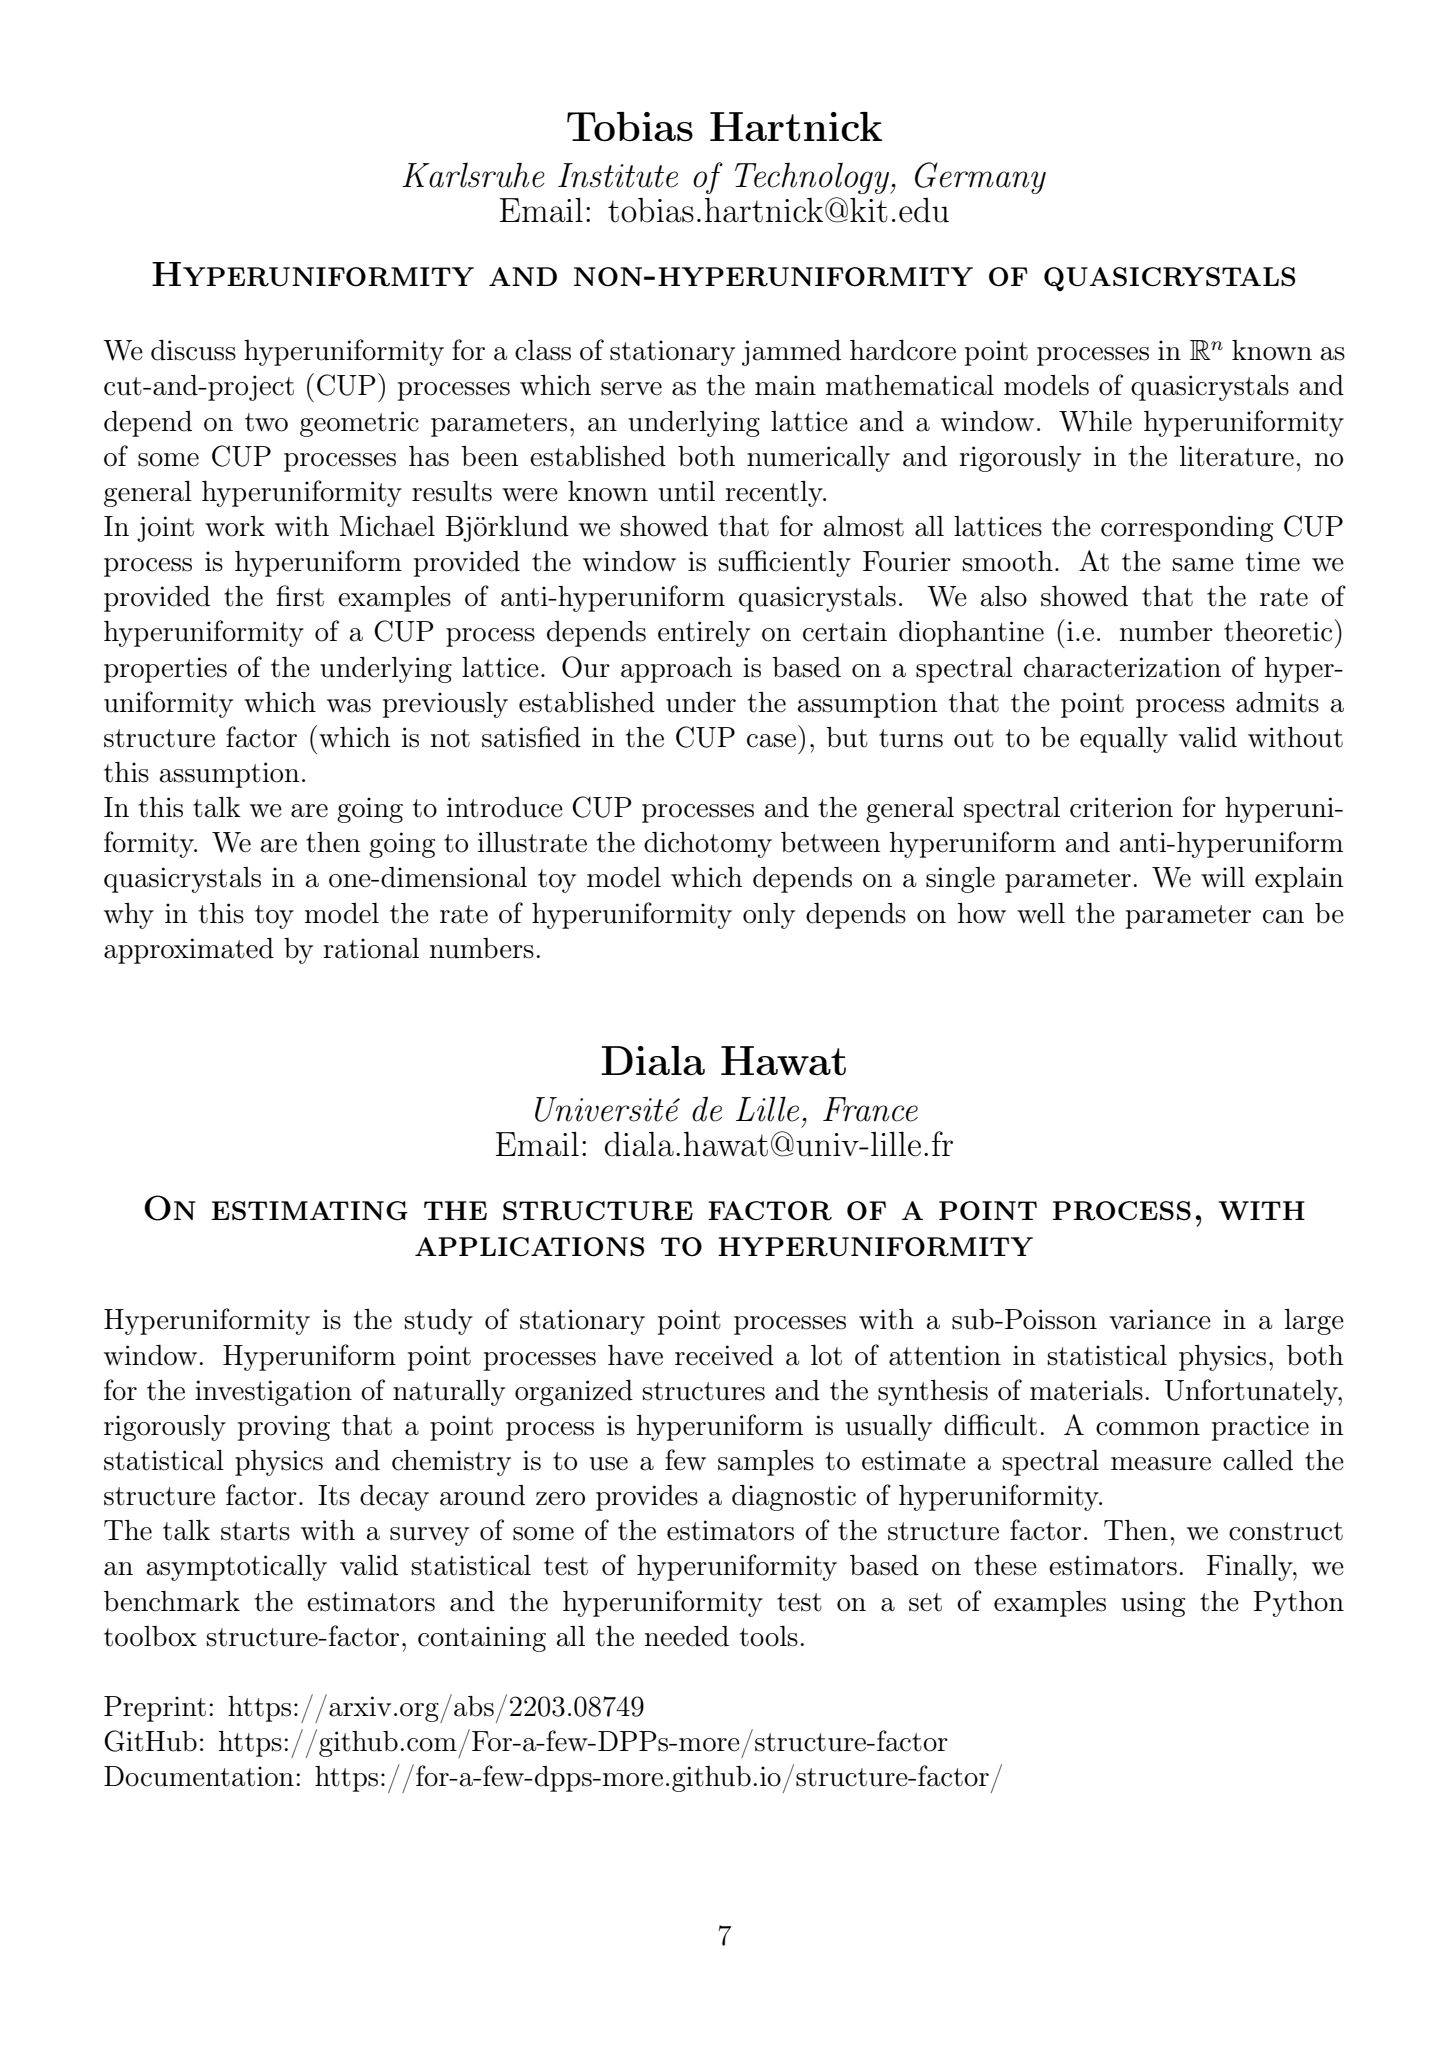 Tobias Hartnick
Karlsruhe Institute of Technology, Germany
Email: tobias.hartnick@kit.edu
Hyperuniformity and non-hyperuniformity of quasicrystals
We discuss hyperuniformity for a class of stationary jammed hardcore point processes in ℝⁿ known as
cut-and-project (CUP) processes which serve as the main mathematical models of quasicrystals and
depend on two geometric parameters, an underlying lattice and a window. While hyperuniformity
of some CUP processes has been established both numerically and rigorously in the literature, no
general hyperuniformity results were known until recently.
In joint work with Michael Björklund we showed that for almost all lattices the corresponding CUP
process is hyperuniform provided the window is sufficiently Fourier smooth. At the same time we
provided the first examples of anti-hyperuniform quasicrystals. We also showed that the rate of
hyperuniformity of a CUP process depends entirely on certain diophantine (i.e. number theoretic)
properties of the underlying lattice. Our approach is based on a spectral characterization of hyper-
uniformity which was previously established under the assumption that the point process admits a
structure factor (which is not satisfied in the CUP case), but turns out to be equally valid without
this assumption.
In this talk we are going to introduce CUP processes and the general spectral criterion for hyperuni-
formity. We are then going to illustrate the dichotomy between hyperuniform and anti-hyperuniform
quasicrystals in a one-dimensional toy model which depends on a single parameter. We will explain
why in this toy model the rate of hyperuniformity only depends on how well the parameter can be
approximated by rational numbers.
Diala Hawat
Université de Lille, France
Email: diala.hawat@univ-lille.fr
On estimating the structure factor of a point process, with
applications to hyperuniformity
Hyperuniformity is the study of stationary point processes with a sub-Poisson variance in a large
window. Hyperuniform point processes have received a lot of attention in statistical physics, both
for the investigation of naturally organized structures and the synthesis of materials. Unfortunately,
rigorously proving that a point process is hyperuniform is usually difficult. A common practice in
statistical physics and chemistry is to use a few samples to estimate a spectral measure called the
structure factor. Its decay around zero provides a diagnostic of hyperuniformity.
The talk starts with a survey of some of the estimators of the structure factor. Then, we construct
an asymptotically valid statistical test of hyperuniformity based on these estimators. Finally, we
benchmark the estimators and the hyperuniformity test on a set of examples using the Python
toolbox structure-factor, containing all the needed tools.
Preprint: https://arxiv.org/abs/2203.08749
GitHub: https://github.com/For-a-few-DPPs-more/structure-factor
Documentation: https://for-a-few-dpps-more.github.io/structure-factor/
7